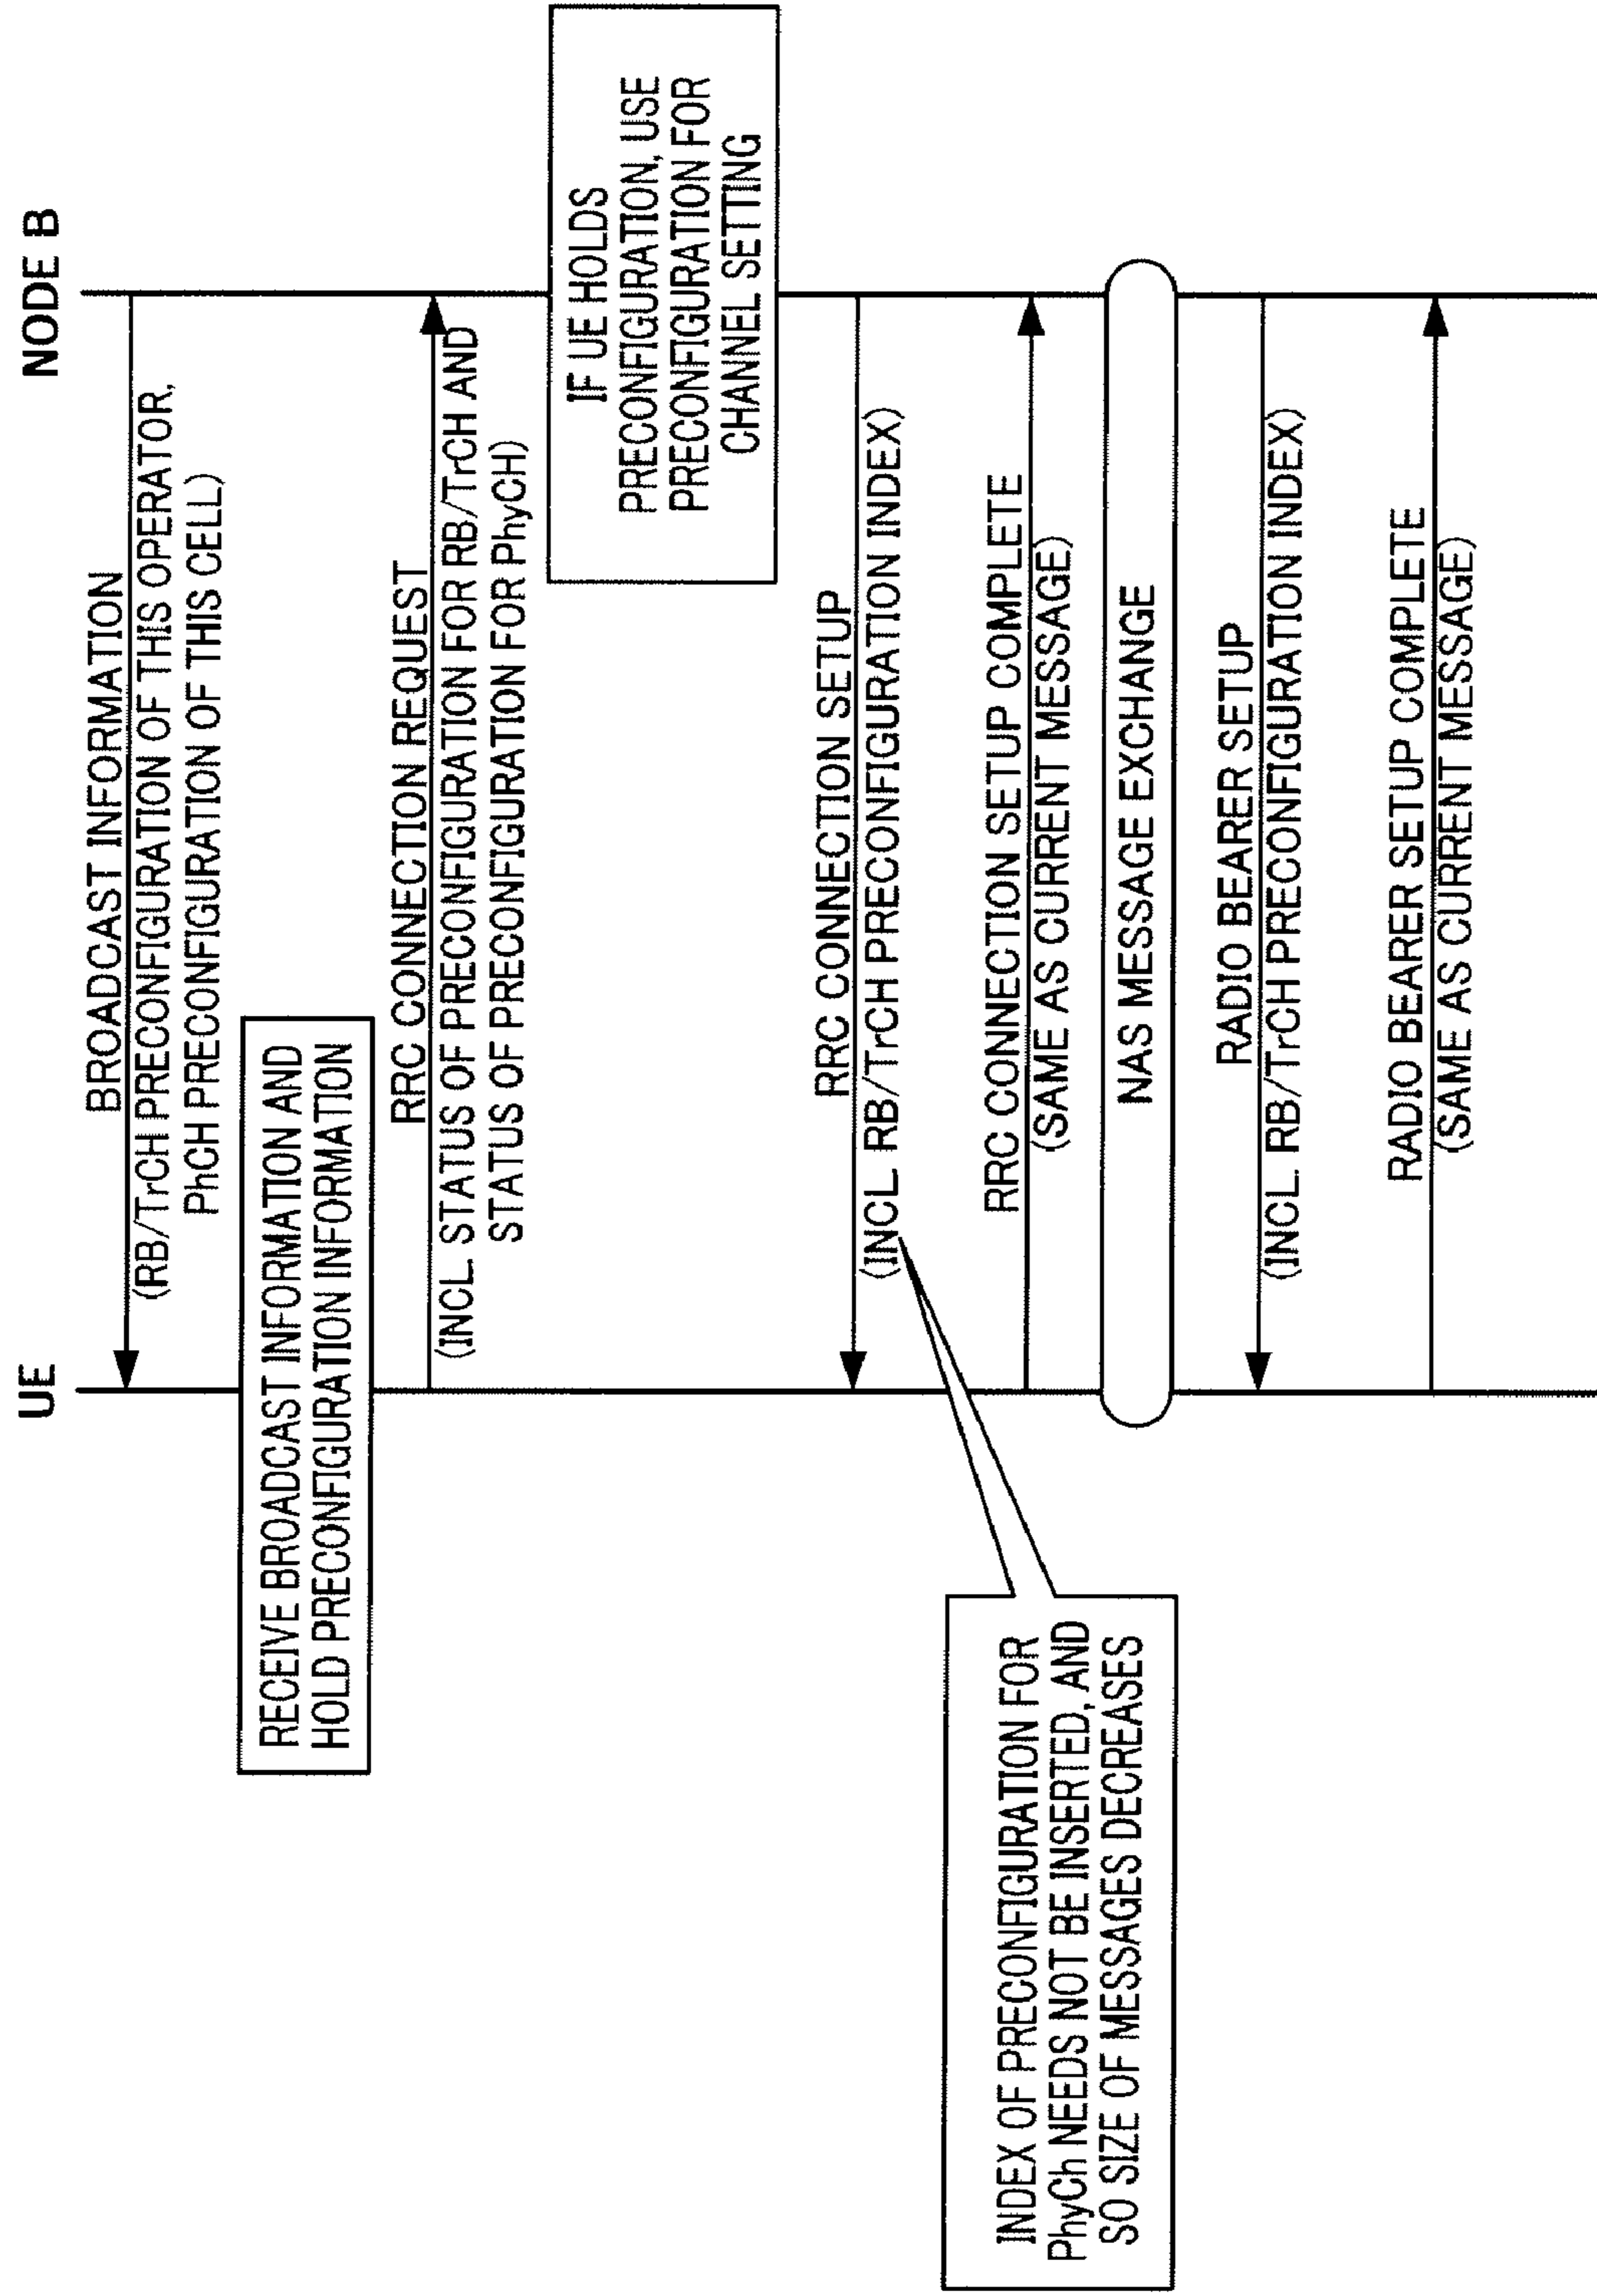 UE
NODE B
BROADCAST INFORMATION
(RB/TrCH PRECONFIGURATION OF THIS OPERATOR,
PhCH PRECONFIGURATION OF THIS CELL)
RECEIVE BROADCAST INFORMATION AND
HOLD PRECONFIGURATION INFORMATION
RRC CONNECTION REQUEST
(INCL. STATUS OF PRECONFIGURATION FOR RB/TrCH AND
STATUS OF PRECONFIGURATION FOR PhyCH)
IF UE HOLDS
PRECONFIGURATION, USE
PRECONFIGURATION FOR
CHANNEL SETTING
RRC CONNECTION SETUP
(INCL. RB/TrCH PRECONFIGURATION INDEX)
INDEX OF PRECONFIGURATION FOR
PhyCh NEEDS NOT BE INSERTED, AND
SO SIZE OF MESSAGES DECREASES
RRC CONNECTION SETUP COMPLETE
(SAME AS CURRENT MESSAGE)
NAS MESSAGE EXCHANGE
RADIO BEARER SETUP
(INCL. RB/TrCH PRECONFIGURATION INDEX)
RADIO BEARER SETUP COMPLETE
(SAME AS CURRENT MESSAGE)